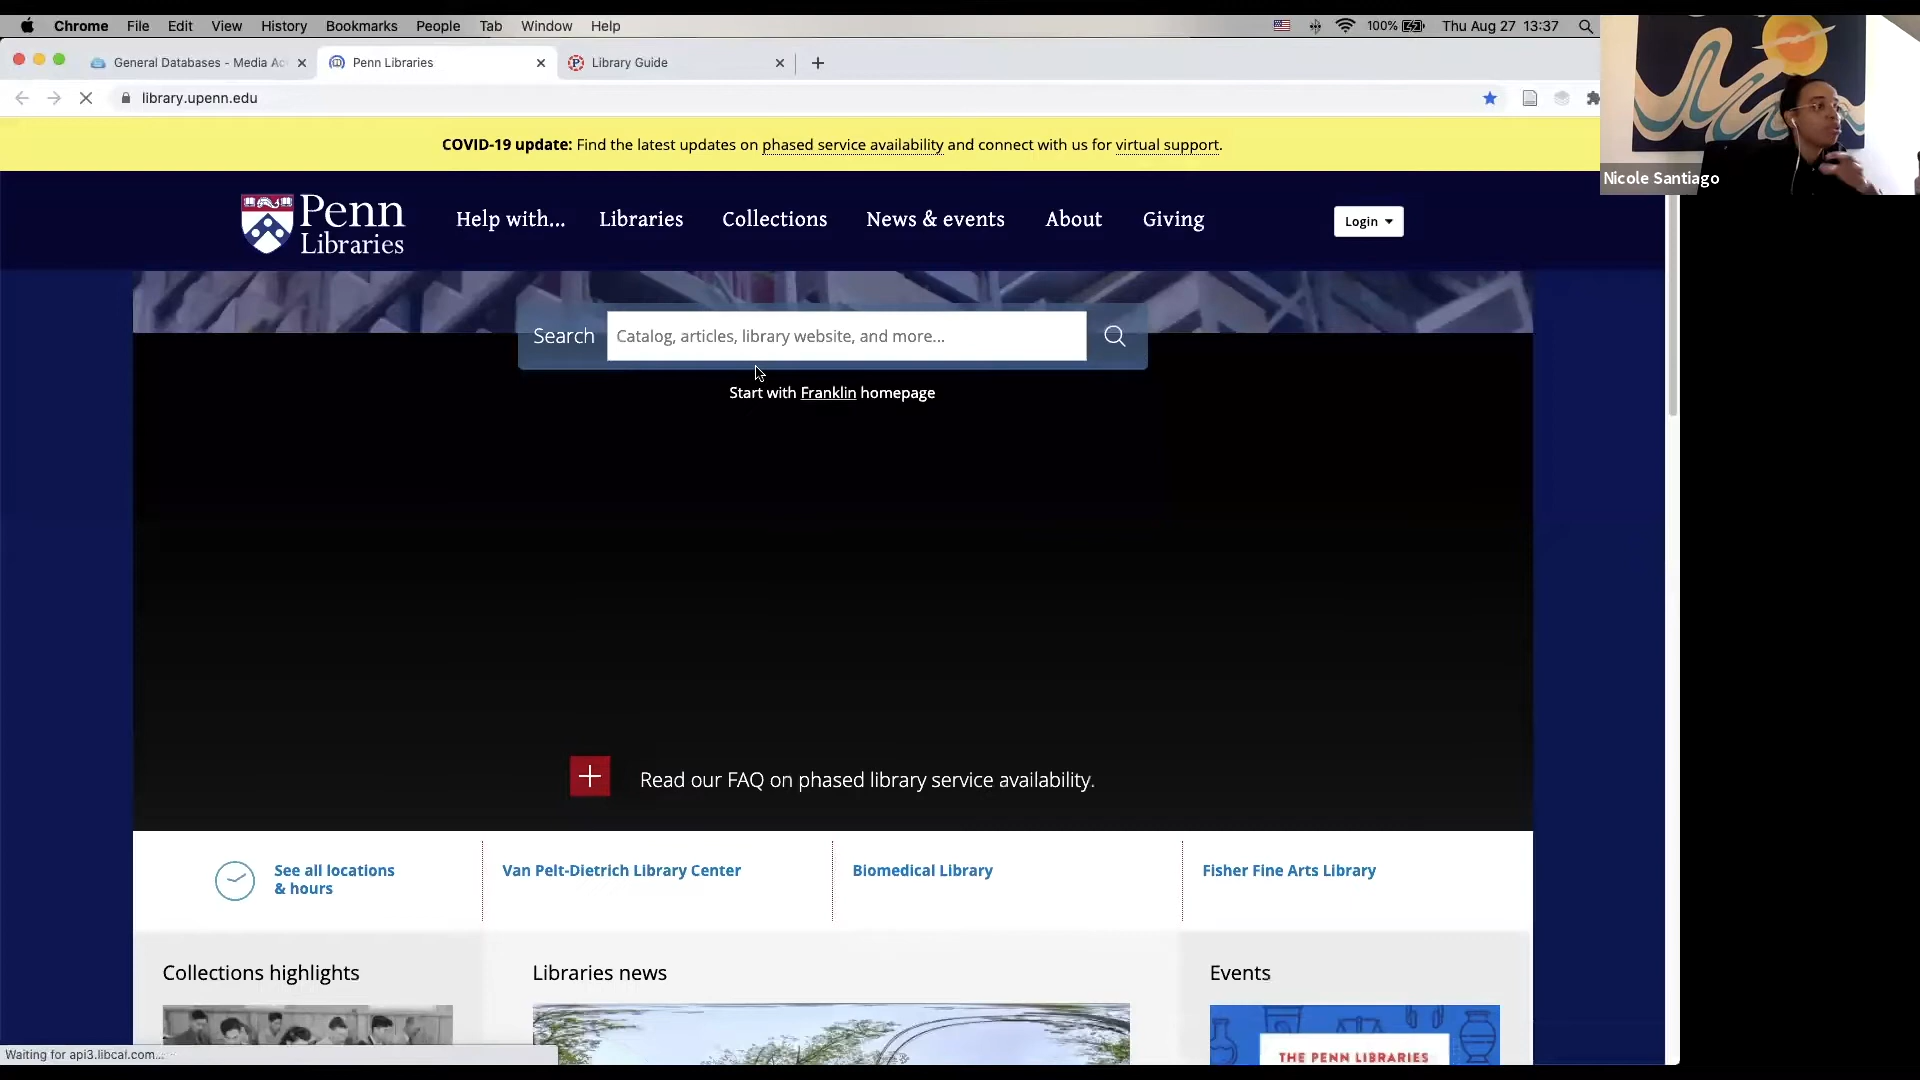 Chrome File Edit View History Bookmarks People Tab Window Help 100% Thu Aug 27 13:37
General Databases - Media Ac
Penn Libraries
Library Guide
library.upenn.edu
Nicole Santiago
COVID-19 update: Find the latest updates on phased service availability and connect with us for virtual support.
Penn
Libraries
Help with... Libraries Collections News & events About Giving
Login
Search Catalog, articles, library website, and more...
Start with Franklin homepage
Read our FAQ on phased library service availability.
See all locations
& hours
Van Pelt-Dietrich Library Center
Biomedical Library
Fisher Fine Arts Library
Collections highlights
Libraries news
Events
THE PENN LIBRARIES
Waiting for api3.libcal.com...